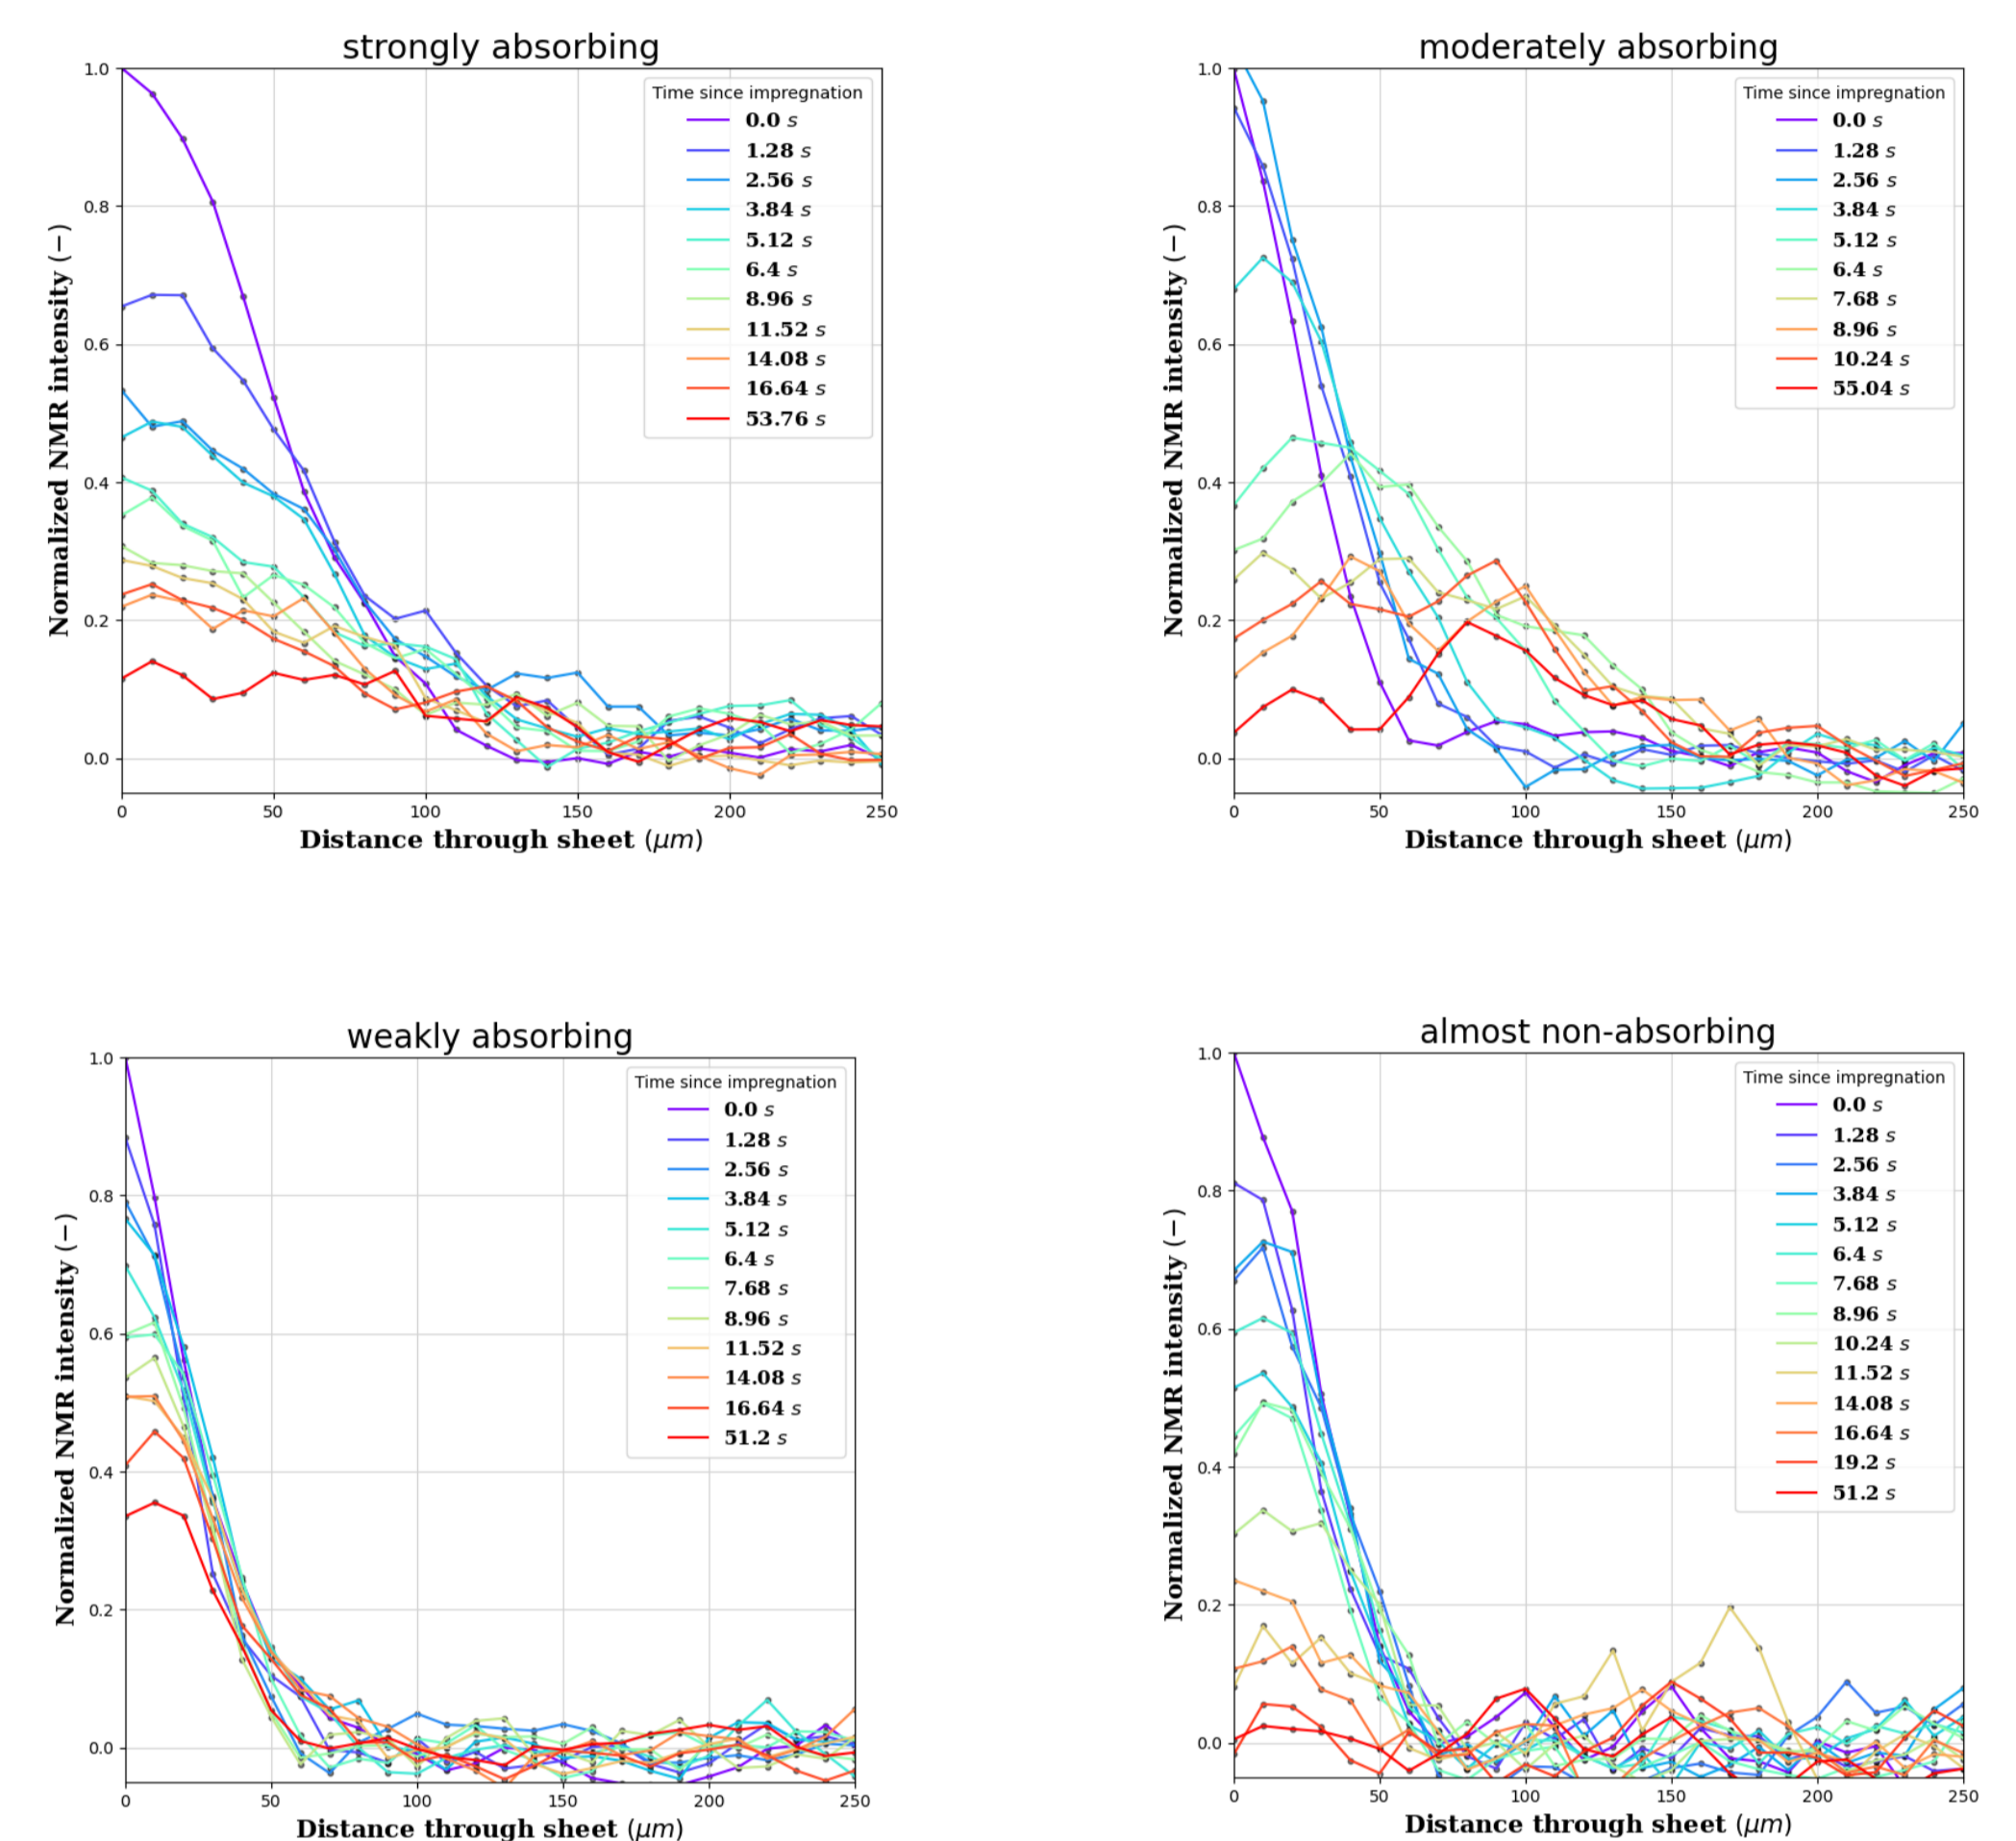 strongly absorbing
1.0
0.8
0.6
0.4
0.2
0.0
Normalized NMR intensity (−)
Time since impregnation
0.0 s
1.28 s
2.56 s
3.84 s
5.12 s
6.4 s
8.96 s
11.52 s
14.08 s
16.64 s
53.76 s
0 50 100 150 200 250
Distance through sheet (μm)
moderately absorbing
1.0
0.8
0.6
0.4
0.2
0.0
Normalized NMR intensity (−)
Time since impregnation
0.0 s
1.28 s
2.56 s
3.84 s
5.12 s
6.4 s
7.68 s
8.96 s
10.24 s
55.04 s
0 50 100 150 200 250
Distance through sheet (μm)
weakly absorbing
1.0
0.8
0.6
0.4
0.2
0.0
Normalized NMR intensity (−)
Time since impregnation
0.0 s
1.28 s
2.56 s
3.84 s
5.12 s
6.4 s
7.68 s
8.96 s
11.52 s
14.08 s
16.64 s
51.2 s
0 50 100 150 200 250
Distance through sheet (μm)
almost non-absorbing
1.0
0.8
0.6
0.4
0.2
0.0
Normalized NMR intensity (−)
Time since impregnation
0.0 s
1.28 s
2.56 s
3.84 s
5.12 s
6.4 s
7.68 s
8.96 s
10.24 s
11.52 s
14.08 s
16.64 s
19.2 s
51.2 s
0 50 100 150 200 250
Distance through sheet (μm)